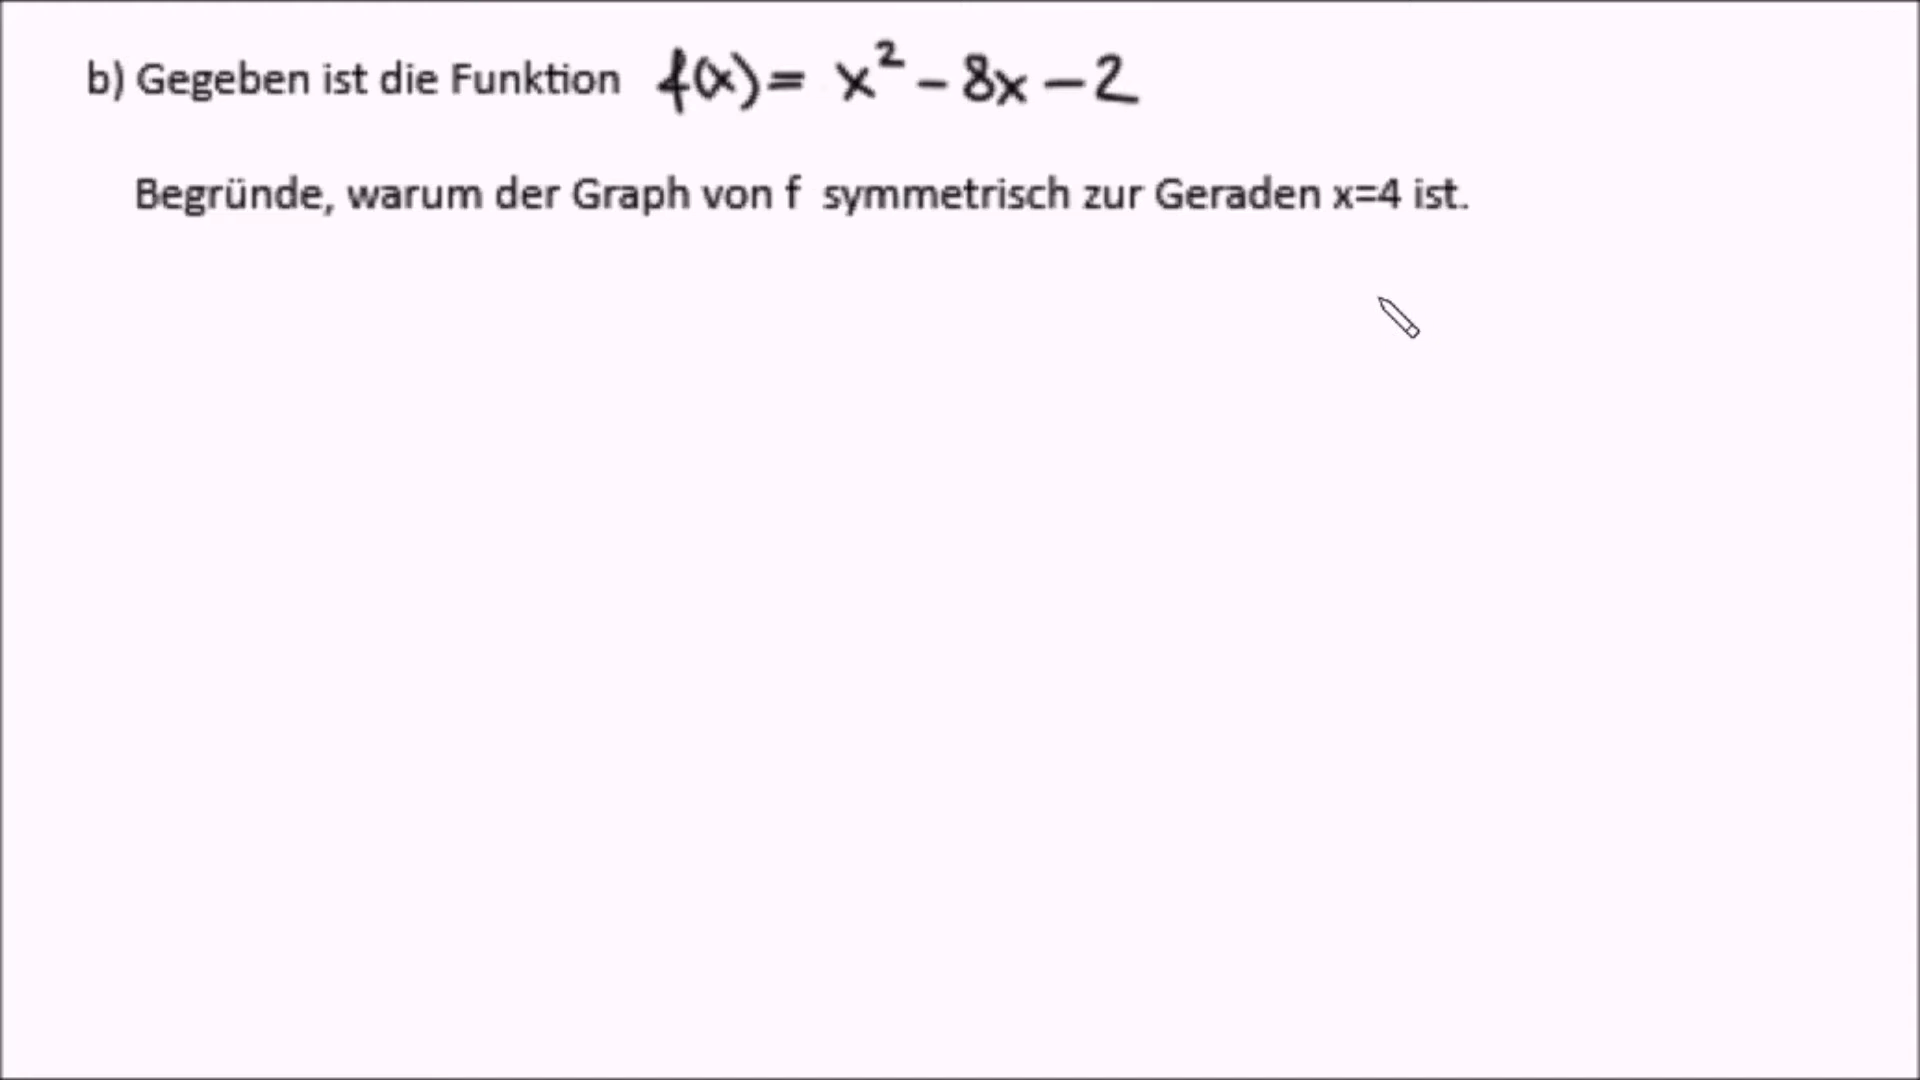 b) Gegeben ist die Funktion f(x) = x² - 8x - 2
Begründe, warum der Graph von f symmetrisch zur Geraden x=4 ist.